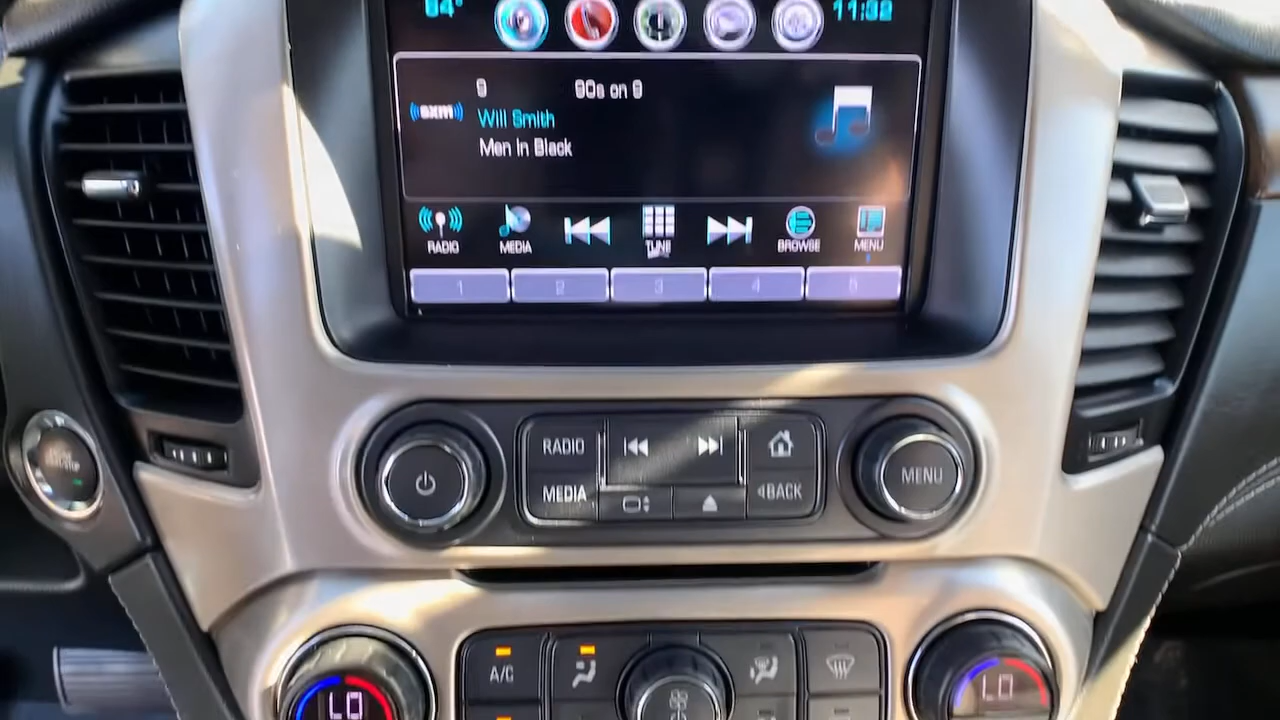 64° 11:32
9 90s on 9
((sxm))
Will Smith
Men In Black
RADIO MEDIA TUNE BROWSE MENU
1 2 3 4 5
RADIO
MENU
MEDIA BACK
A/C
LO LO